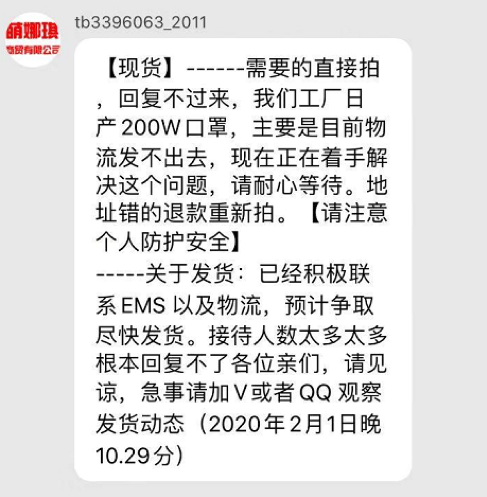 萌娜琪
商贸有限公司
tb3396063_2011
【现货】------需要的直接拍
，回复不过来，我们工厂日
产200W口罩，主要是目前物
流发不出去，现在正在着手解
决这个问题，请耐心等待。地
址错的退款重新拍。【请注意
个人防护安全】
-----关于发货：已经积极联
系EMS 以及物流，预计争取
尽快发货。接待人数太多太多
根本回复不了各位亲们，请见
谅，急事请加V或者QQ 观察
发货动态（2020年2月1日晚
10.29分）